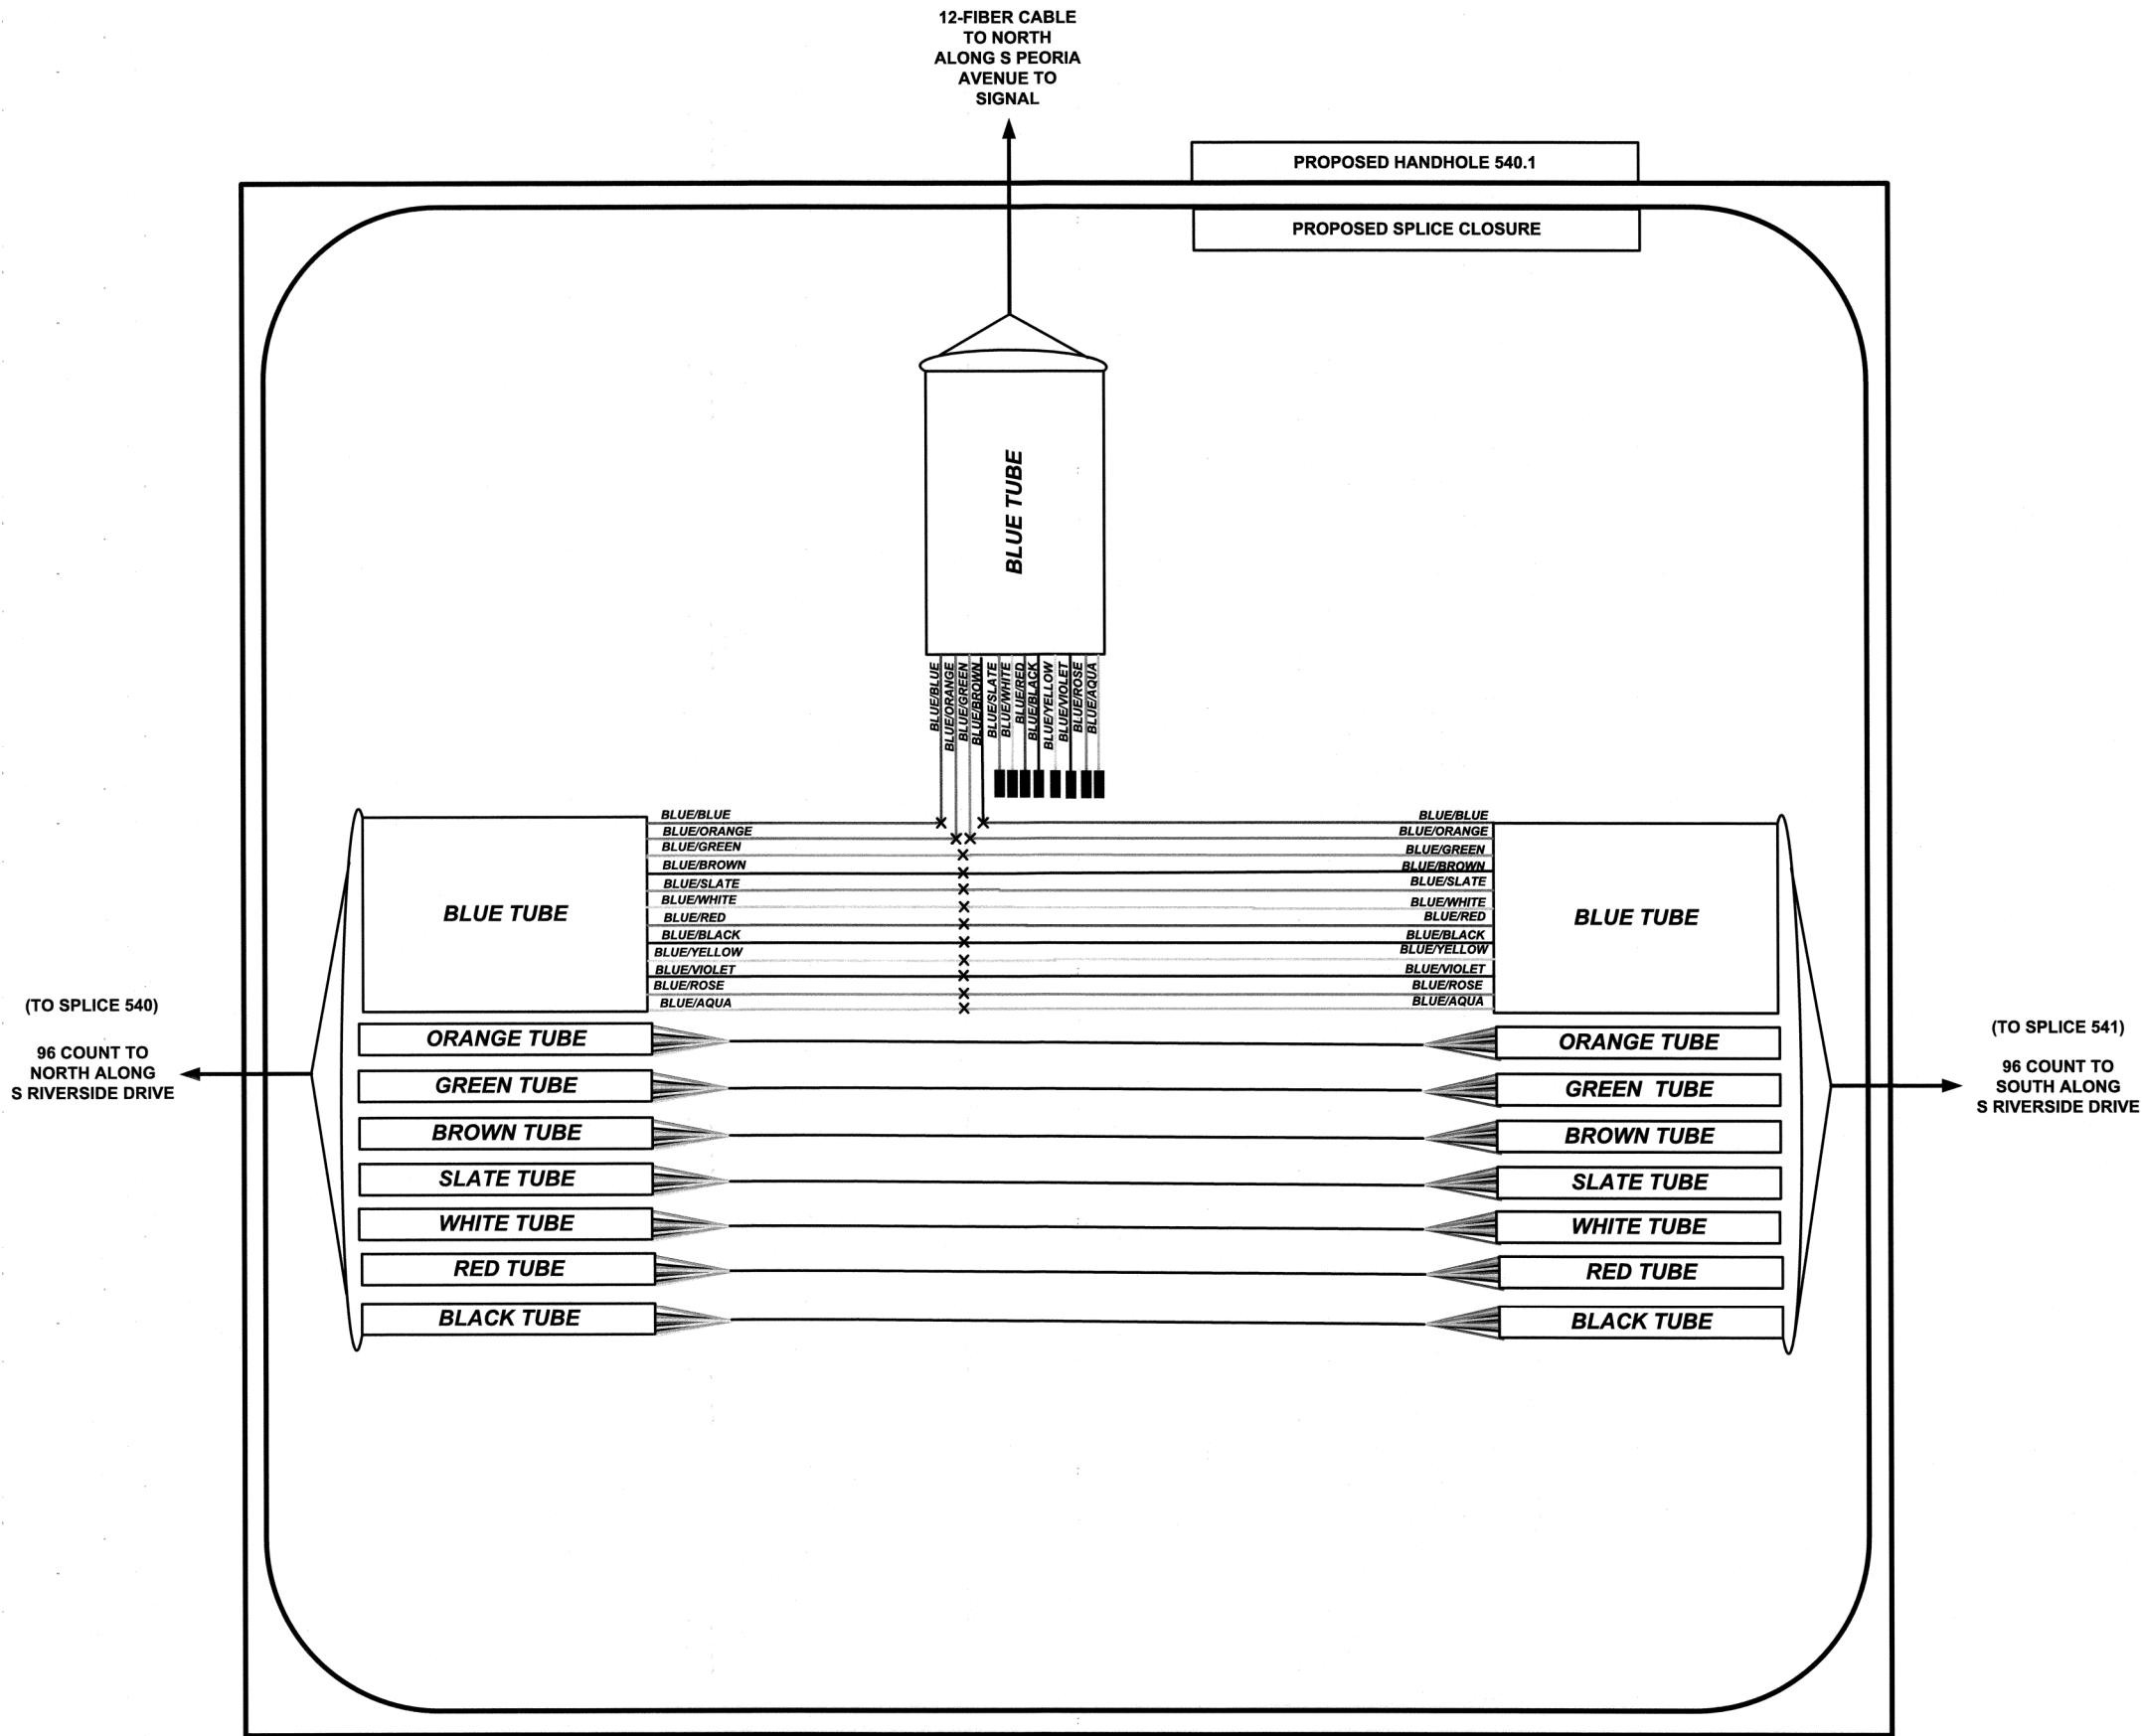 12-FIBER CABLE
TO NORTH
ALONG S PEORIA
AVENUE TO
SIGNAL
PROPOSED HANDHOLE 540.1
PROPOSED SPLICE CLOSURE
BLUE TUBE
BLUE/BLUE
BLUE/ORANGE
BLUE/GREEN
BLUE/BROWN
BLUE/SLATE
BLUE/WHITE
BLUE/RED
BLUE/BLACK
BLUE/YELLOW
BLUE/VIOLET
BLUE/ROSE
BLUE/AQUA
(TO SPLICE 540)
96 COUNT TO
NORTH ALONG
S RIVERSIDE DRIVE
BLUE TUBE
BLUE/BLUE
BLUE/ORANGE
BLUE/GREEN
BLUE/BROWN
BLUE/SLATE
BLUE/WHITE
BLUE/RED
BLUE/BLACK
BLUE/YELLOW
BLUE/VIOLET
BLUE/ROSE
BLUE/AQUA
ORANGE TUBE
GREEN TUBE
BROWN TUBE
SLATE TUBE
WHITE TUBE
RED TUBE
BLACK TUBE
BLUE/BLUE
BLUE/ORANGE
BLUE/GREEN
BLUE/BROWN
BLUE/SLATE
BLUE/WHITE
BLUE/RED
BLUE/BLACK
BLUE/YELLOW
BLUE/VIOLET
BLUE/ROSE
BLUE/AQUA
BLUE TUBE
ORANGE TUBE
GREEN TUBE
BROWN TUBE
SLATE TUBE
WHITE TUBE
RED TUBE
BLACK TUBE
(TO SPLICE 541)
96 COUNT TO
SOUTH ALONG
S RIVERSIDE DRIVE